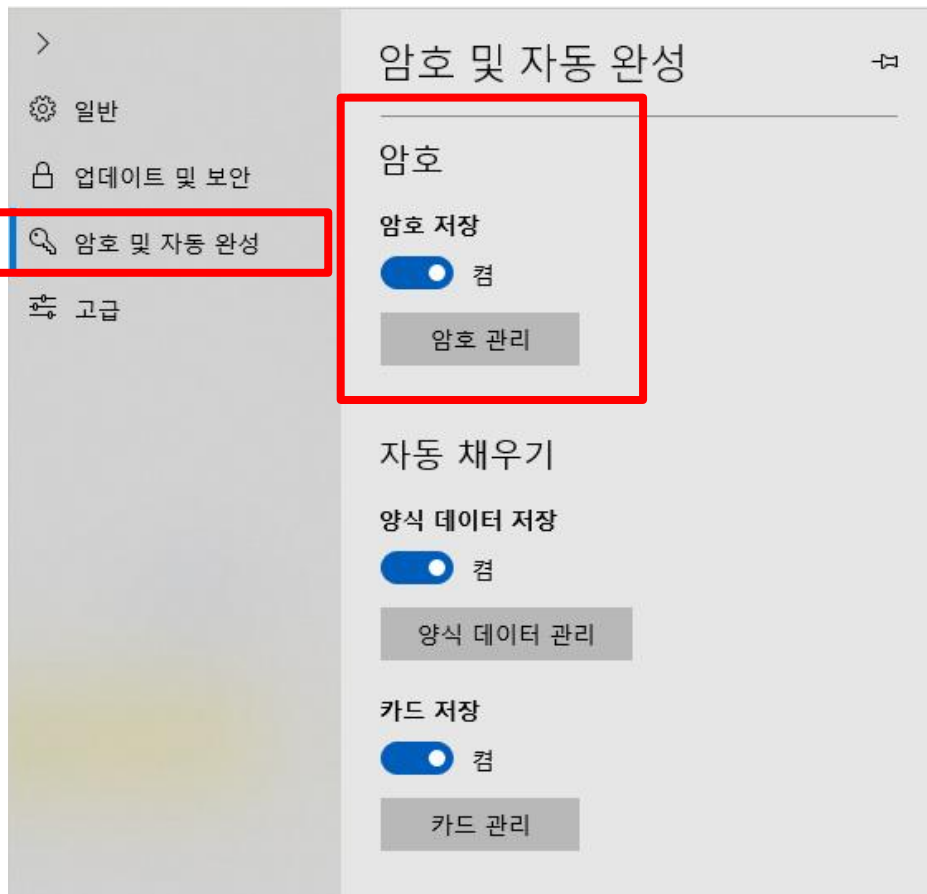 일반
업데이트 및 보안
암호 및 자동 완성
고급
암호 및 자동 완성
암호
암호 저장
켬
암호 관리
자동 채우기
양식 데이터 저장
켬
양식 데이터 관리
카드 저장
켬
카드 관리